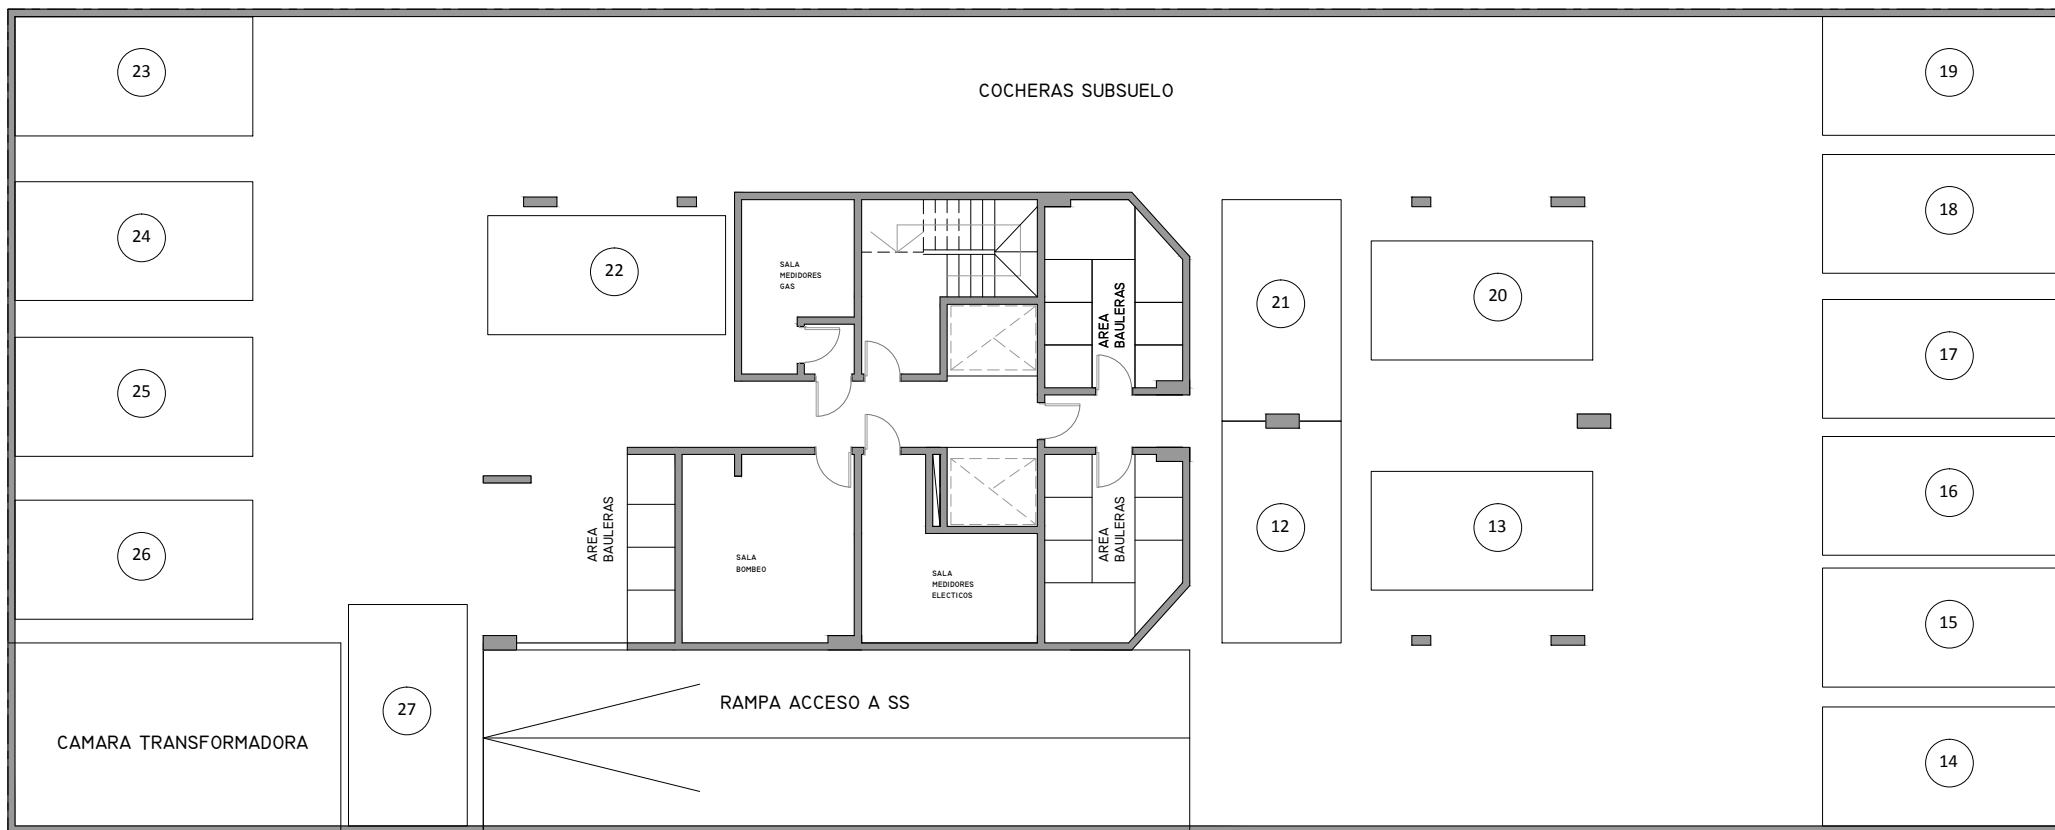 23
19
COCHERAS SUBSUELO
24
18
22
SALA
MEDIDORES
GAS
AREA
BAULERAS
21
20
17
25
16
26
AREA
BAULERAS
SALA
BOMBEO
SALA
MEDIDORES
ELECTICOS
AREA
BAULERAS
12
13
15
27
RAMPA ACCESO A SS
CAMARA TRANSFORMADORA
14